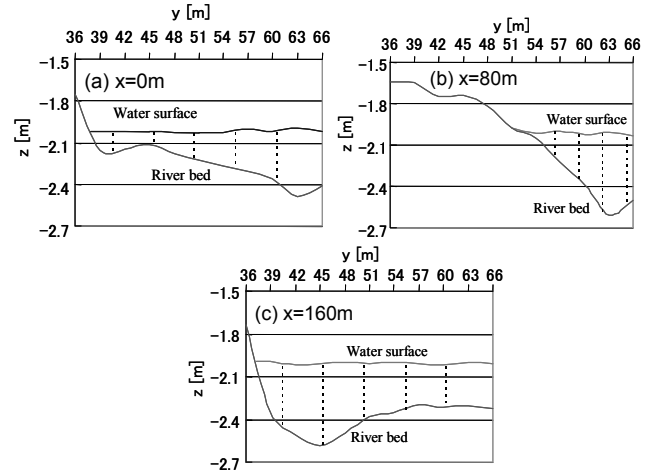 y [m]
36 39 42 45 48 51 54 57 60 63 66
−1.5
(a) x=0m
−1.8
Water surface
z [m]
−2.1
River bed
−2.4
−2.7
y [m]
36 39 42 45 48 51 54 57 60 63 66
−1.5
(b) x=80m
−1.8
Water surface
z [m]
−2.1
−2.4
River bed
−2.7
y [m]
36 39 42 45 48 51 54 57 60 63 66
−1.5
(c) x=160m
−1.8
Water surface
z [m]
−2.1
−2.4
River bed
−2.7